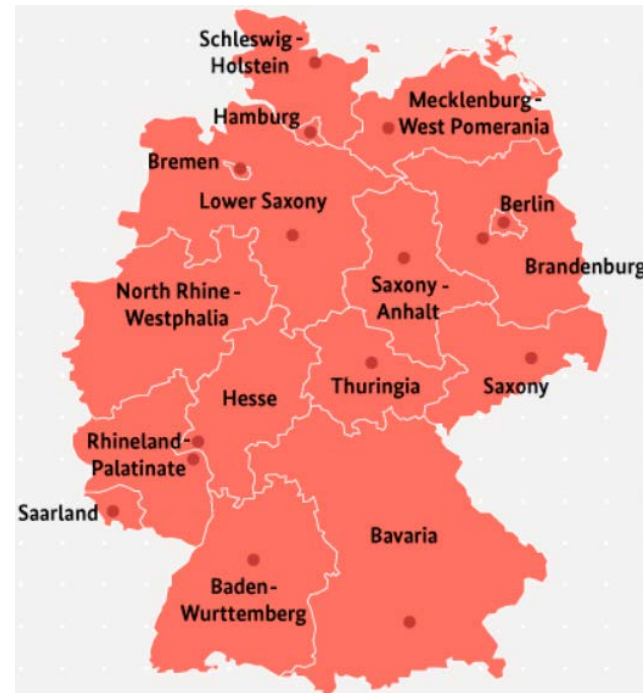 Schleswig-
Holstein
Mecklenburg-
West Pomerania
Hamburg
Bremen
Lower Saxony
Berlin
Brandenburg
Saxony-
Anhalt
North Rhine-
Westphalia
Hesse
Thuringia
Saxony
Rhineland-
Palatinate
Saarland
Bavaria
Baden-
Wurttemberg